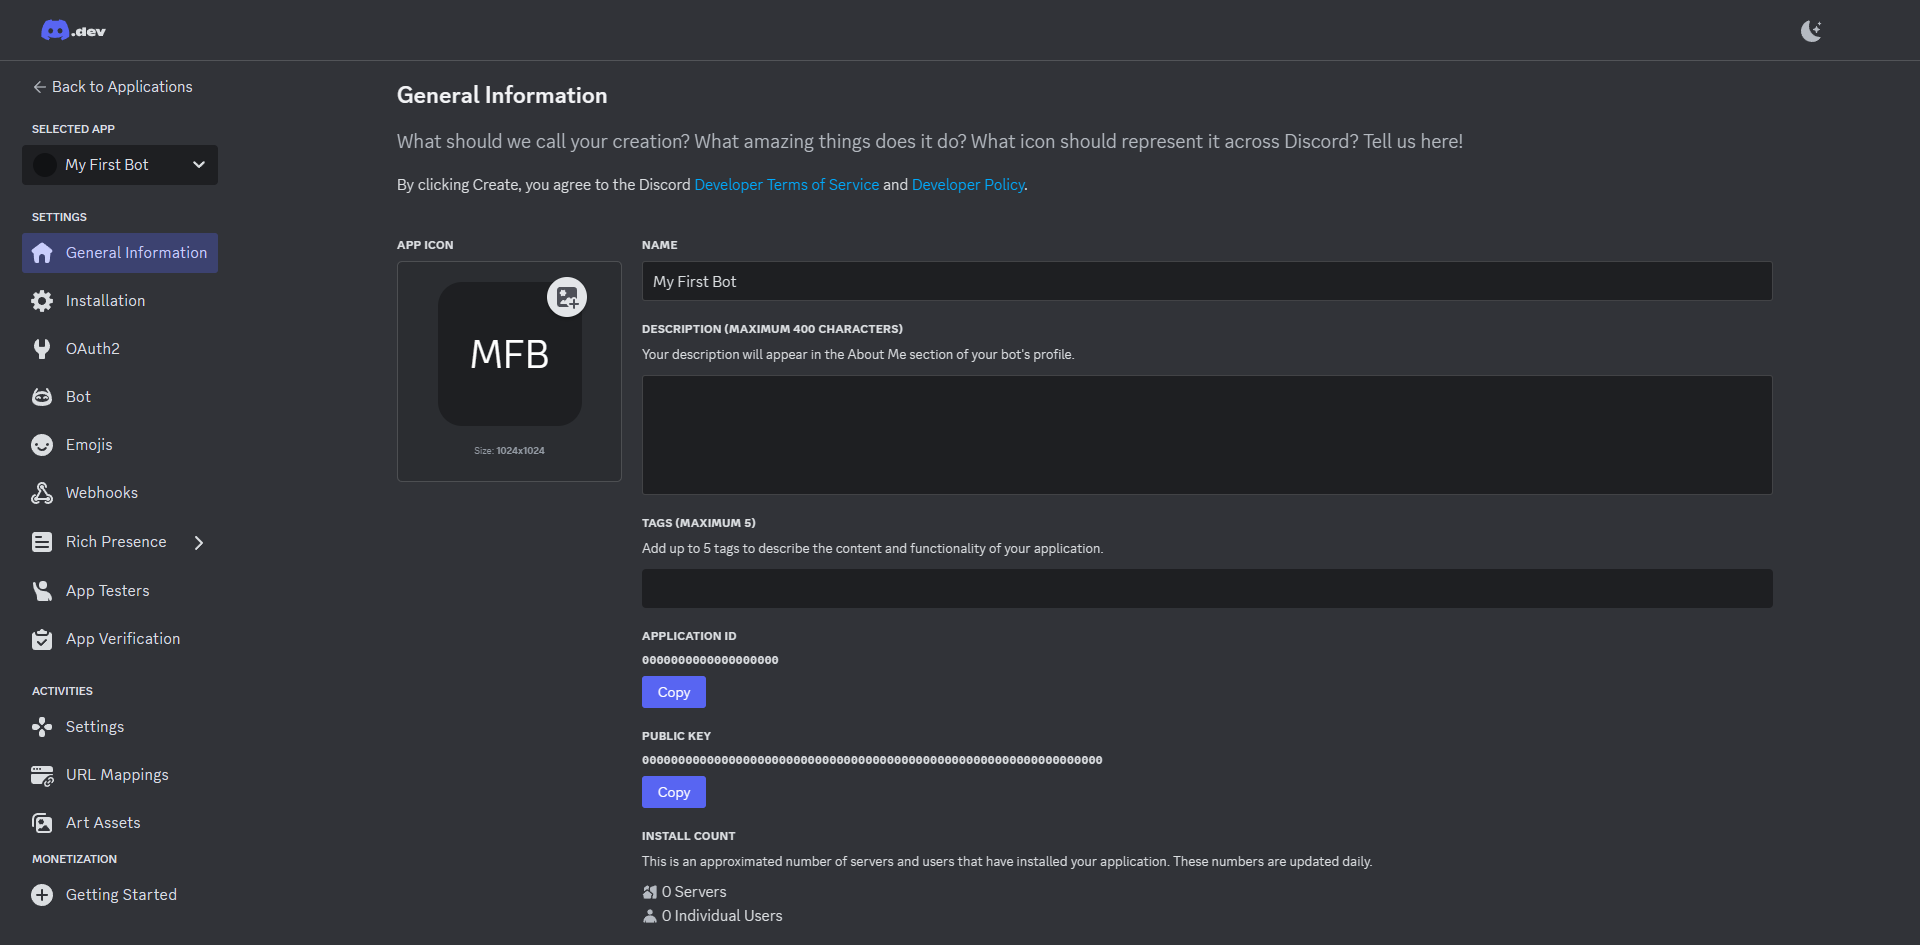 .dev
Back to Applications
SELECTED APP
My First Bot
SETTINGS
General Information
Installation
OAuth2
Bot
Emojis
Webhooks
Rich Presence
App Testers
App Verification
ACTIVITIES
Settings
URL Mappings
Art Assets
MONETIZATION
Getting Started
General Information
What should we call your creation? What amazing things does it do? What icon should represent it across Discord? Tell us here!
By clicking Create, you agree to the Discord Developer Terms of Service and Developer Policy.
APP ICON
MFB
Size: 1024x1024
NAME
My First Bot
DESCRIPTION (MAXIMUM 400 CHARACTERS)
Your description will appear in the About Me section of your bot's profile.
TAGS (MAXIMUM 5)
Add up to 5 tags to describe the content and functionality of your application.
APPLICATION ID
0000000000000000000
Copy
PUBLIC KEY
0000000000000000000000000000000000000000000000000000000000000000
Copy
INSTALL COUNT
This is an approximated number of servers and users that have installed your application. These numbers are updated daily.
0 Servers
0 Individual Users